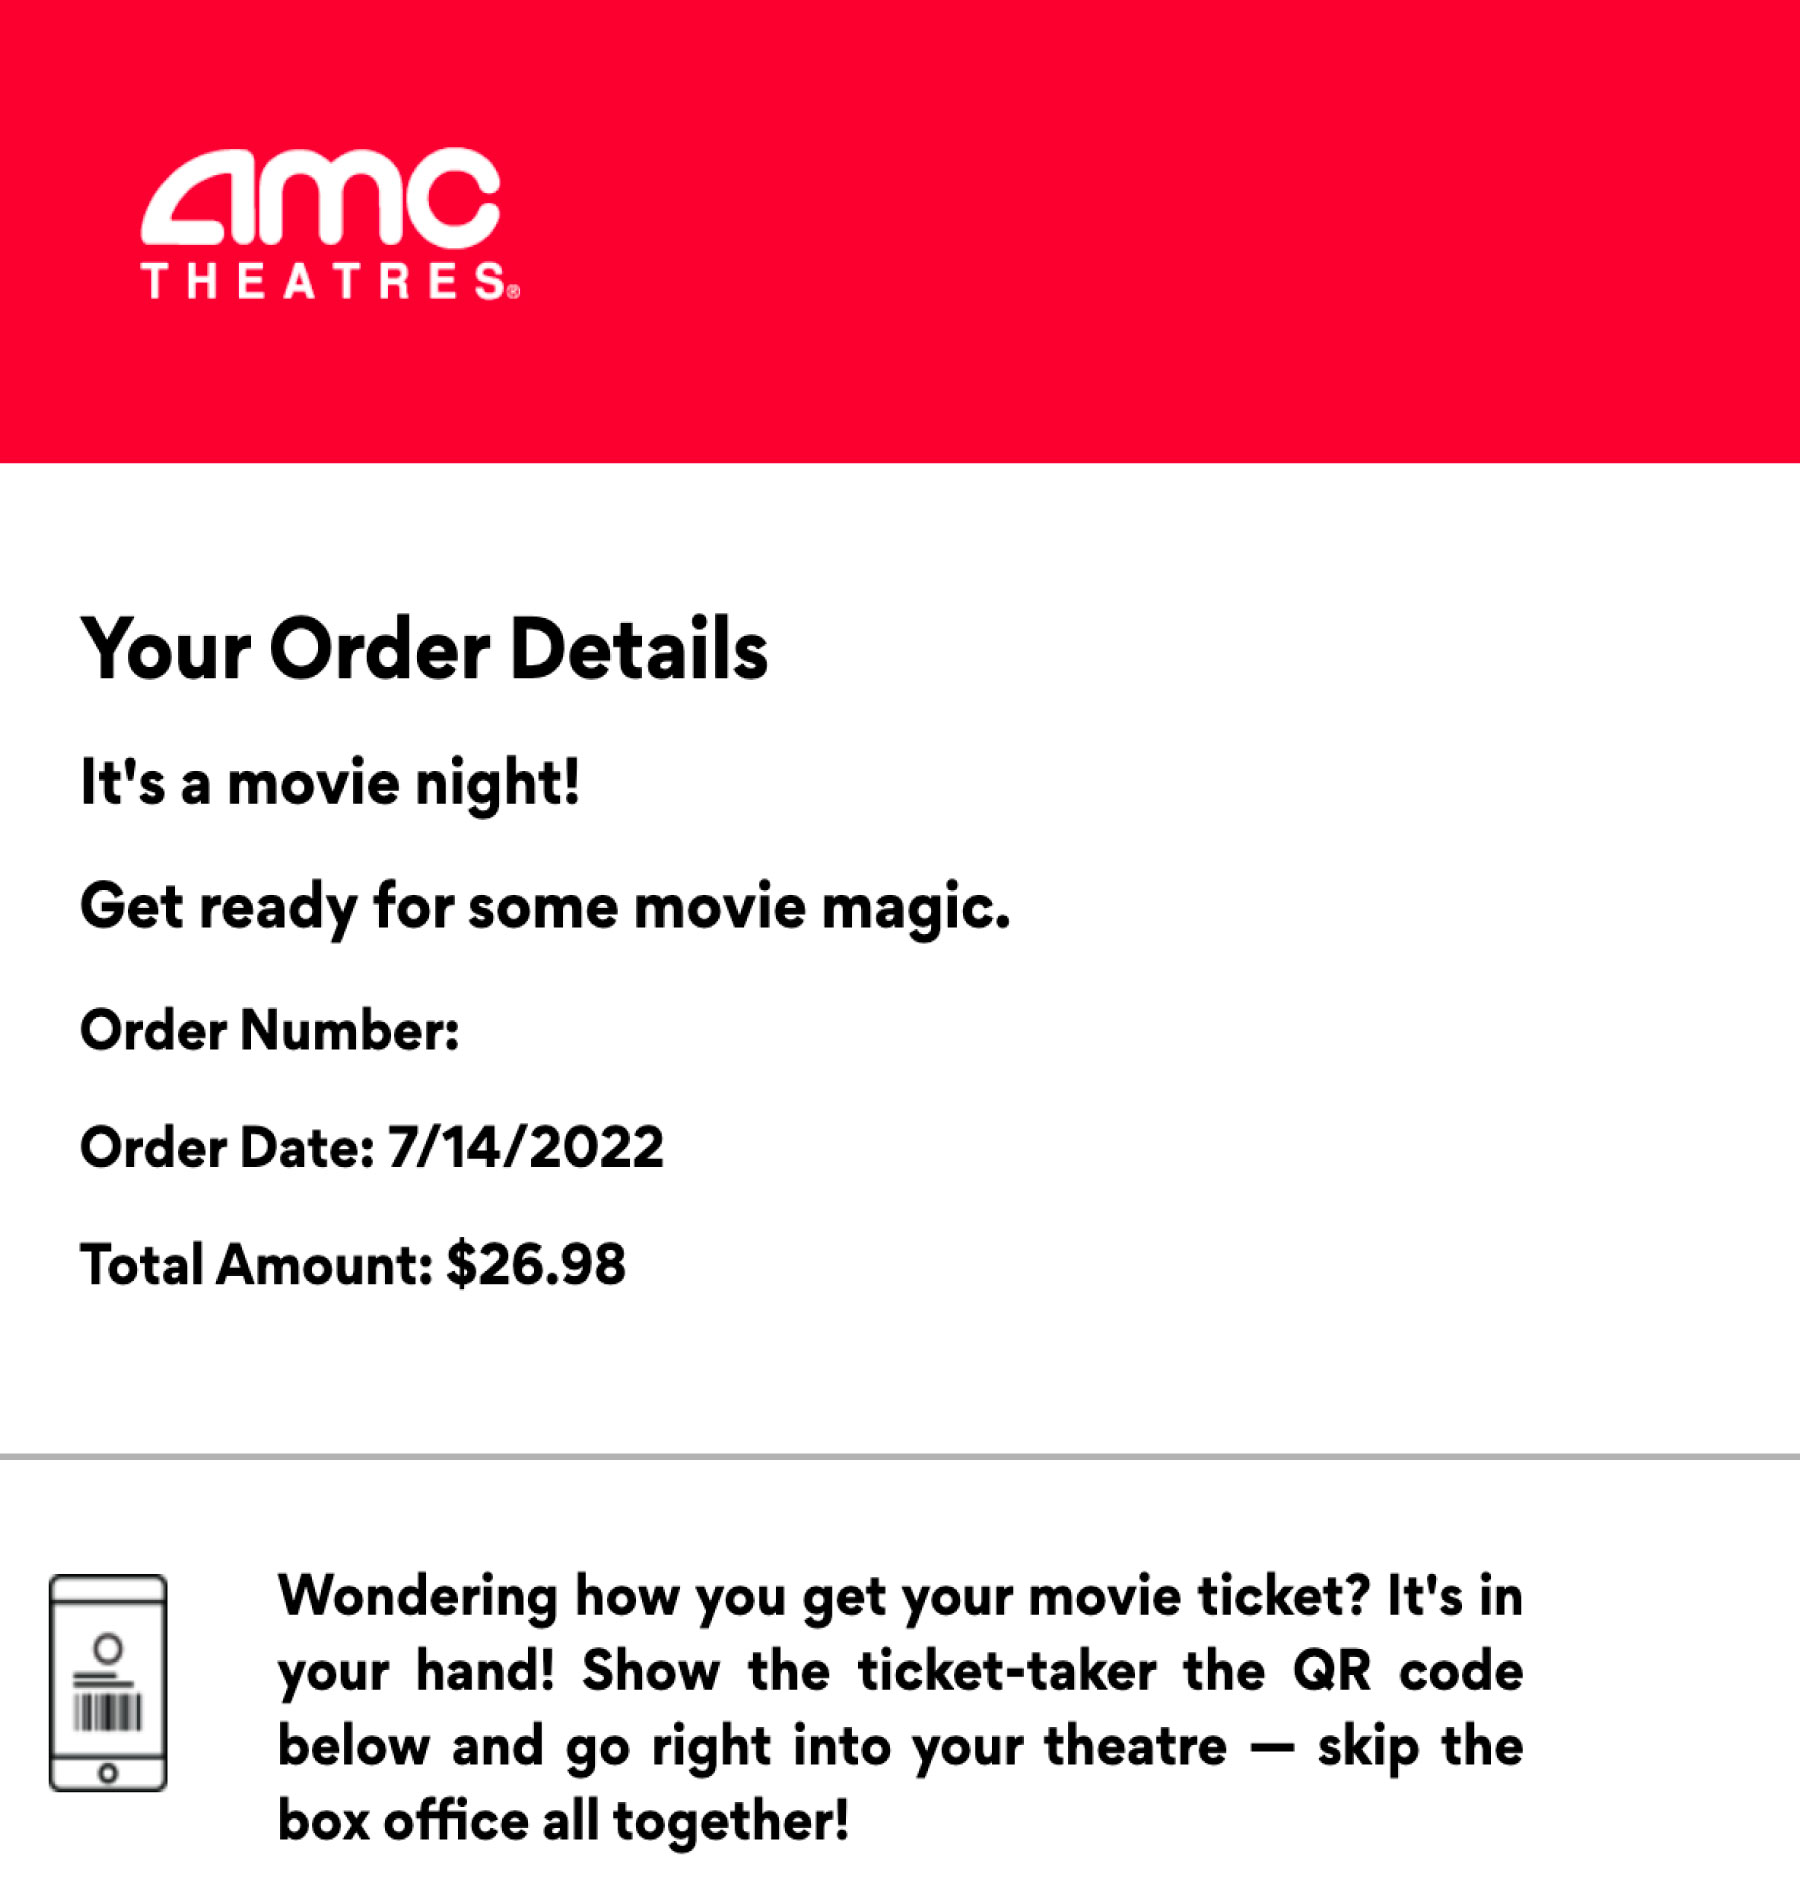 amc
THEATRES®
Your Order Details
It's a movie night!
Get ready for some movie magic.
Order Number:
Order Date: 7/14/2022
Total Amount: $26.98
Wondering how you get your movie ticket? It's in
your hand! Show the ticket-taker the QR code
below and go right into your theatre — skip the
box office all together!